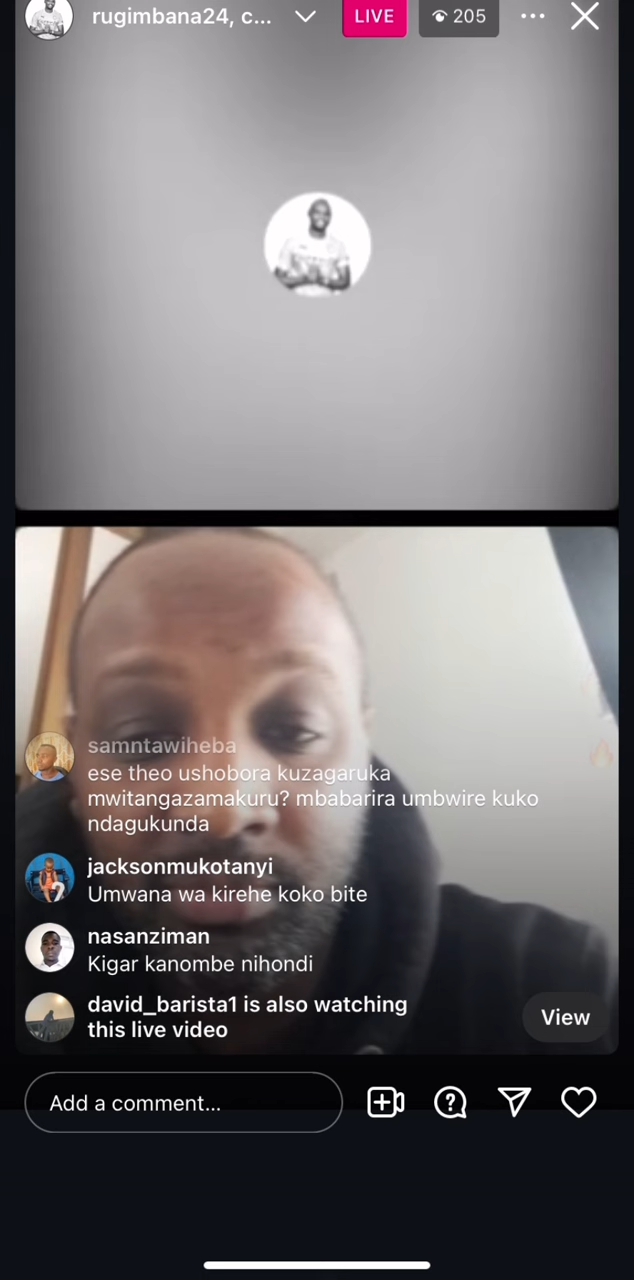 rugimbana24, c...
LIVE
205
samntawiheba
ese theo ushobora kuzagaruka
mwitangazamakuru? mbabarira umbwire kuko
ndagukunda
jacksonmukotanyi
Umwana wa kirehe koko bite
nasanziman
Kigar kanombe nihondi
david_barista1 is also watching
this live video
View
Add a comment...